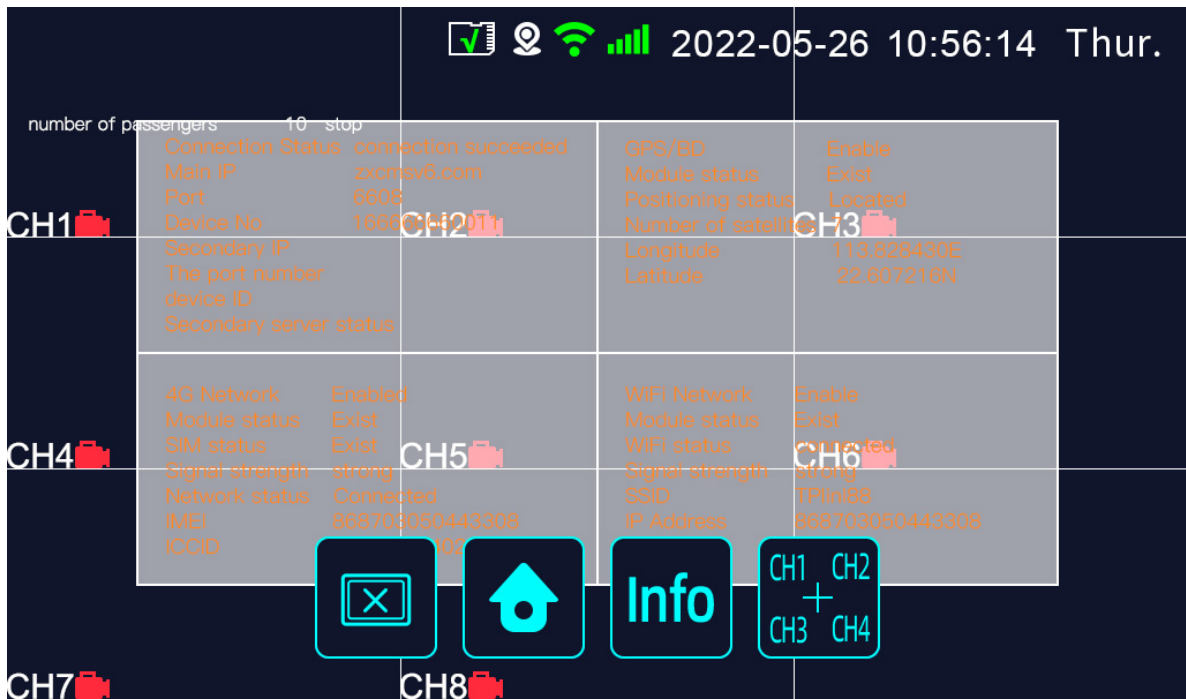 2022-05-26 10:56:14 Thur.
number of passengers 10 stop
Connection Status connection succeeded
Main IP zxcmsv6.com
Port 6608
Device No
Secondary IP
The port number
device ID
Secondary server status
GPS/BD Enable
Module status Exist
Positioning status Located
Number of satellites
Longitude 113.828430E
Latitude 22.607216N
CH1
CH2
CH3
4G Network Enabled
Module status Exist
SIM status Exist
Signal strength strong
Network status Connected
IMEI 868703050443308
ICCID
WiFi Network Enable
Module status Exist
WiFi status connected
Signal strength strong
SSID
IP Address 868703050443308
CH4
CH5
CH6
Info
CH1 CH2
CH3 CH4
CH7
CH8